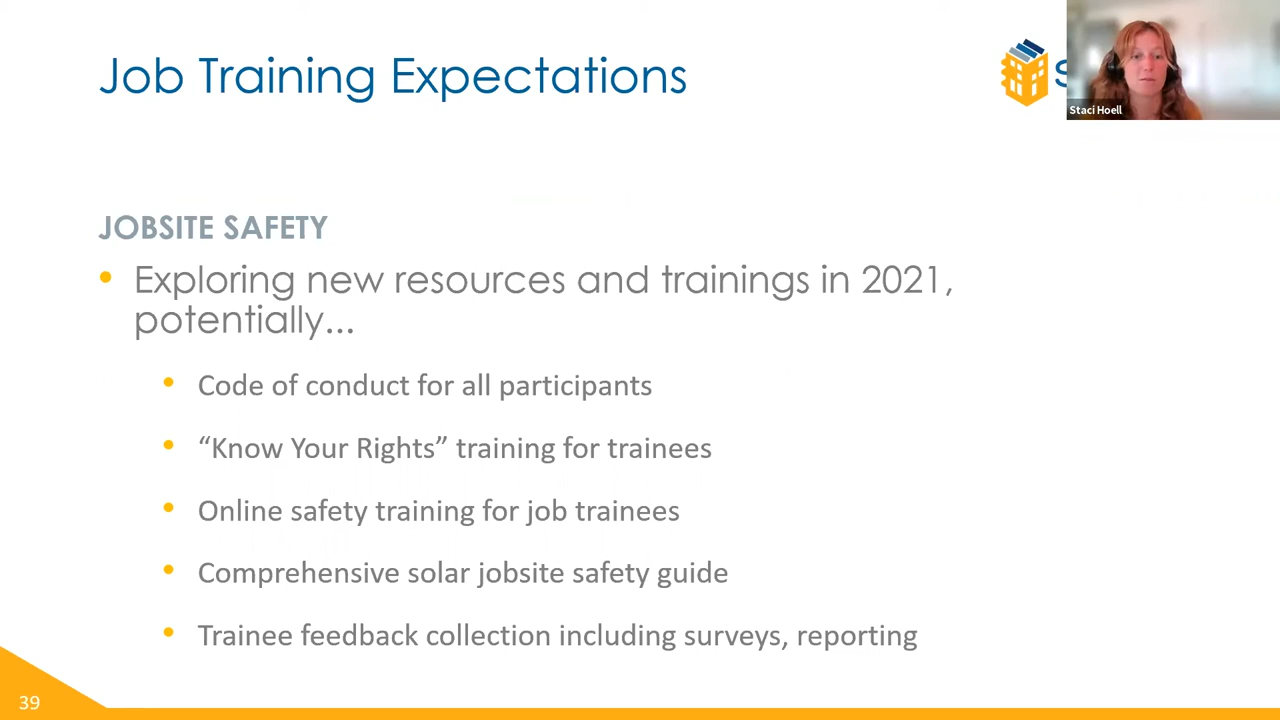 Job Training Expectations
Staci Hoell
JOBSITE SAFETY
• Exploring new resources and trainings in 2021,
potentially...
• Code of conduct for all participants
• “Know Your Rights” training for trainees
• Online safety training for job trainees
• Comprehensive solar jobsite safety guide
• Trainee feedback collection including surveys, reporting
39